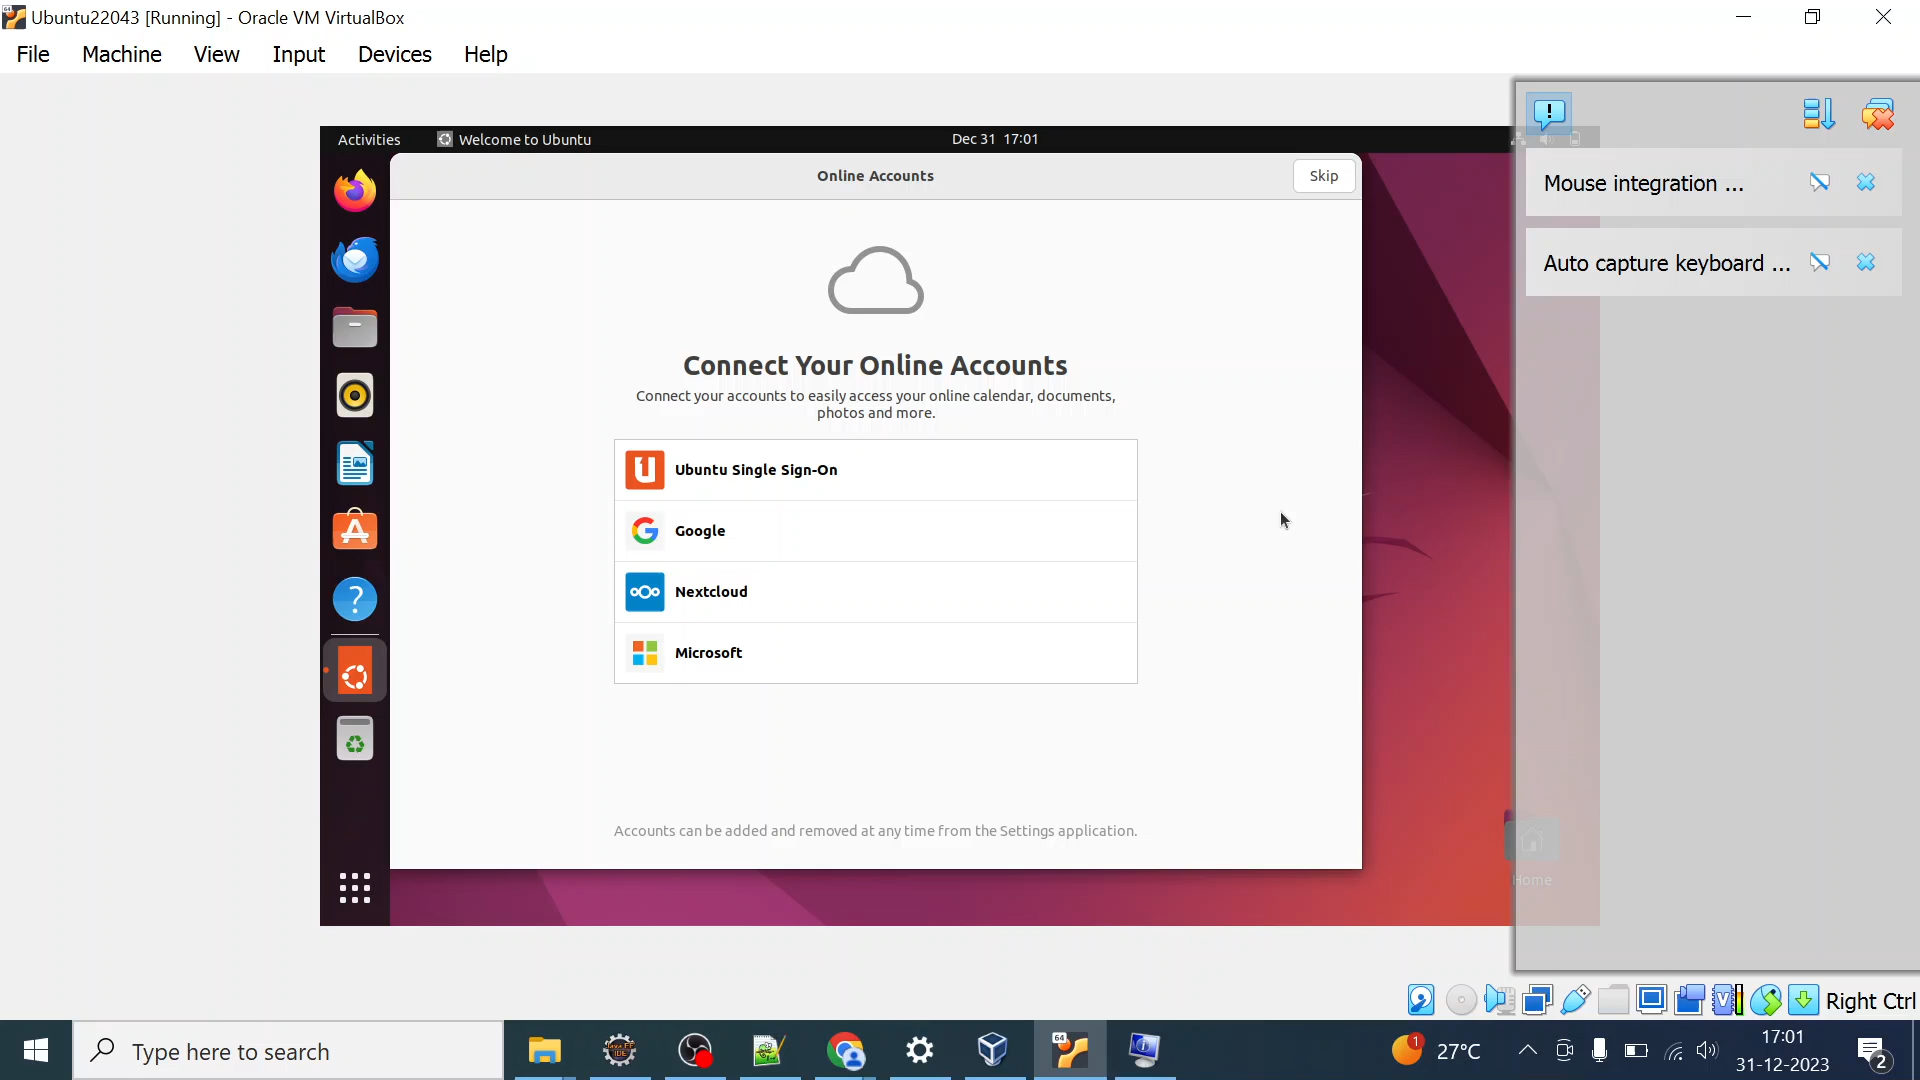 Ubuntu22043 [Running] - Oracle VM VirtualBox
File Machine View Input Devices Help
Activities Welcome to Ubuntu Dec 31 17:01
Online Accounts Skip
Connect Your Online Accounts
Connect your accounts to easily access your online calendar, documents,
photos and more.
Ubuntu Single Sign-On
Google
Nextcloud
Microsoft
Accounts can be added and removed at any time from the Settings application.
Mouse integration ...
Auto capture keyboard ...
Home
Right Ctrl
Type here to search
27°C
17:01
31-12-2023
2